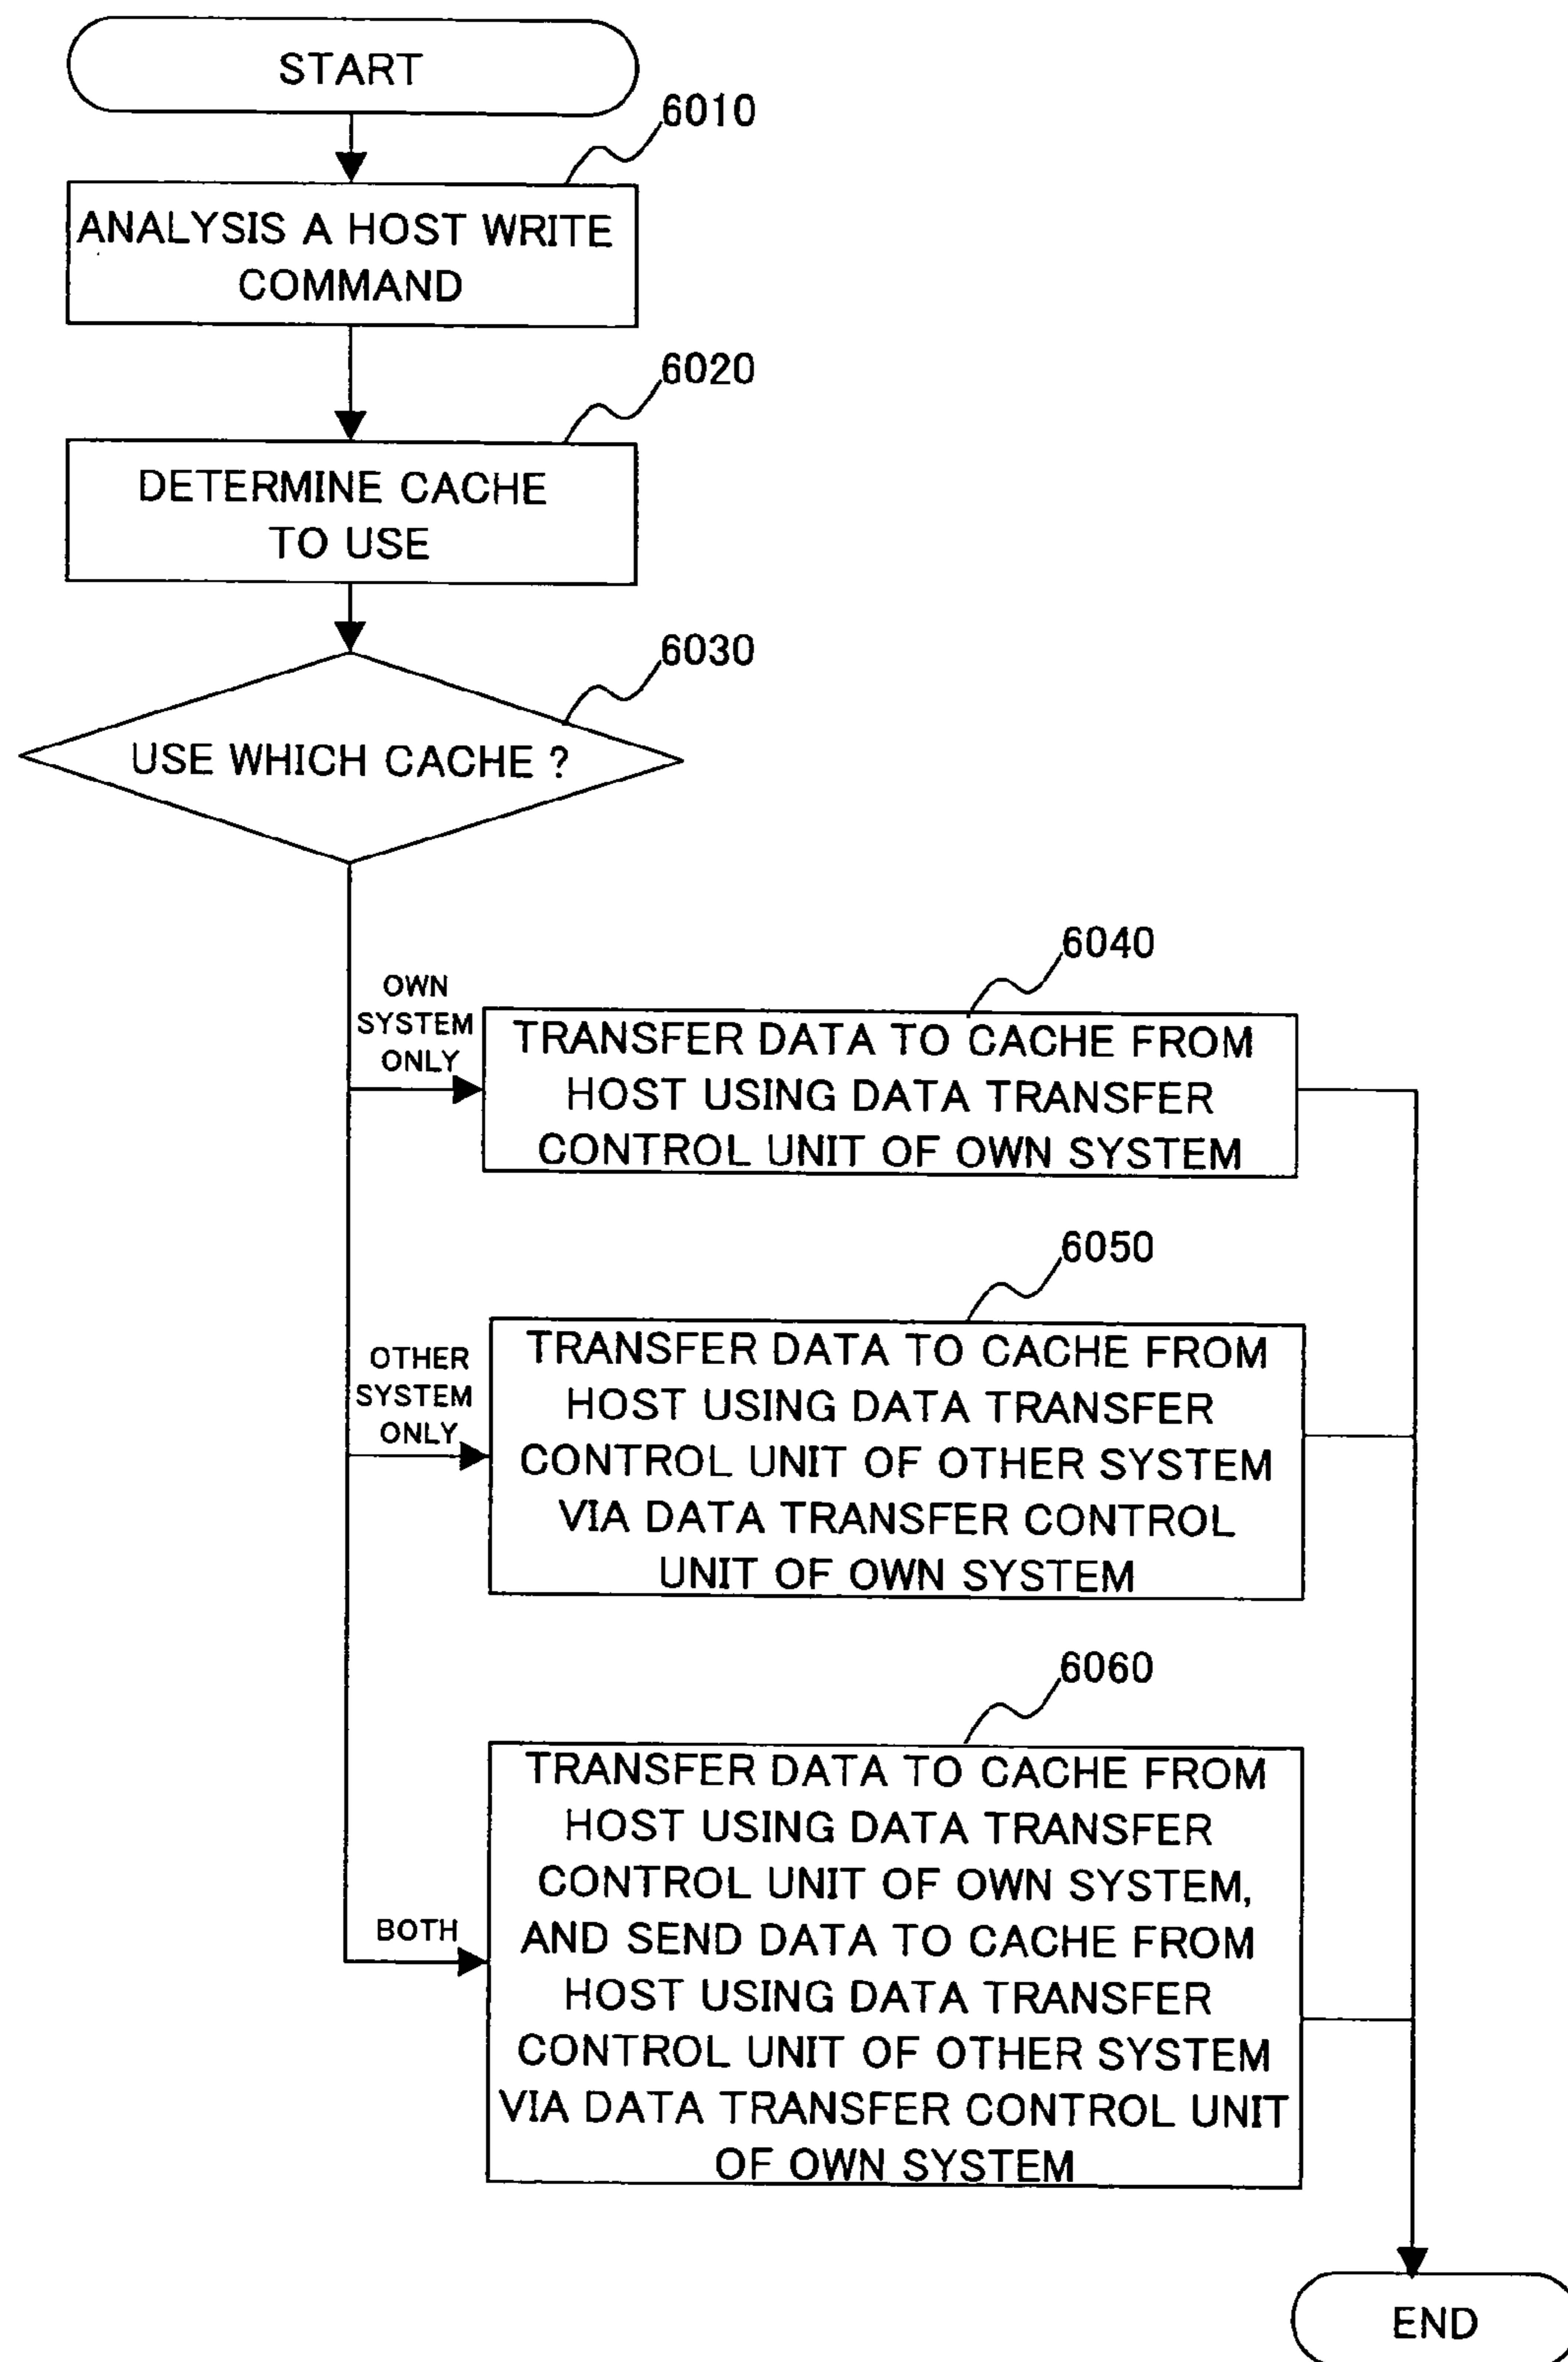 START
6010
ANALYSIS A HOST WRITE
COMMAND
6020
DETERMINE CACHE
TO USE
6030
USE WHICH CACHE ?
6040
OWN
SYSTEM
ONLY
TRANSFER DATA TO CACHE FROM
HOST USING DATA TRANSFER
CONTROL UNIT OF OWN SYSTEM
6050
OTHER
SYSTEM
ONLY
TRANSFER DATA TO CACHE FROM
HOST USING DATA TRANSFER
CONTROL UNIT OF OTHER SYSTEM
VIA DATA TRANSFER CONTROL
UNIT OF OWN SYSTEM
6060
BOTH
TRANSFER DATA TO CACHE FROM
HOST USING DATA TRANSFER
CONTROL UNIT OF OWN SYSTEM,
AND SEND DATA TO CACHE FROM
HOST USING DATA TRANSFER
CONTROL UNIT OF OTHER SYSTEM
VIA DATA TRANSFER CONTROL UNIT
OF OWN SYSTEM
END